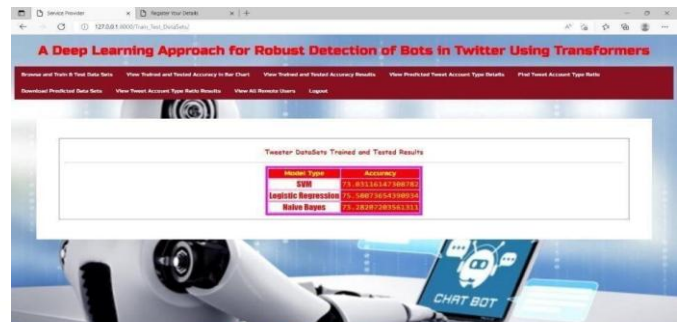 Service Provider
Register Your Details
127.0.0.1:8000/Train_Test_DataSets/
A Deep Learning Approach for Robust Detection of Bots in Twitter Using Transformers
Browse and Train & Test Data Sets View Trained and Tested Accuracy in Bar Chart View Trained and Tested Accuracy Results View Predicted Tweet Account Type Details Find Tweet Account Type Ratio
Download Predicted Data Sets View Tweet Account Type Ratio Results View All Remote Users Logout
Tweeter DataSets Trained and Tested Results
Model Type Accuracy
SVM 73.03116347308782
Logistic Regression 75.50073654390934
Naive Bayes 73.28207203561311
CHAT BOT